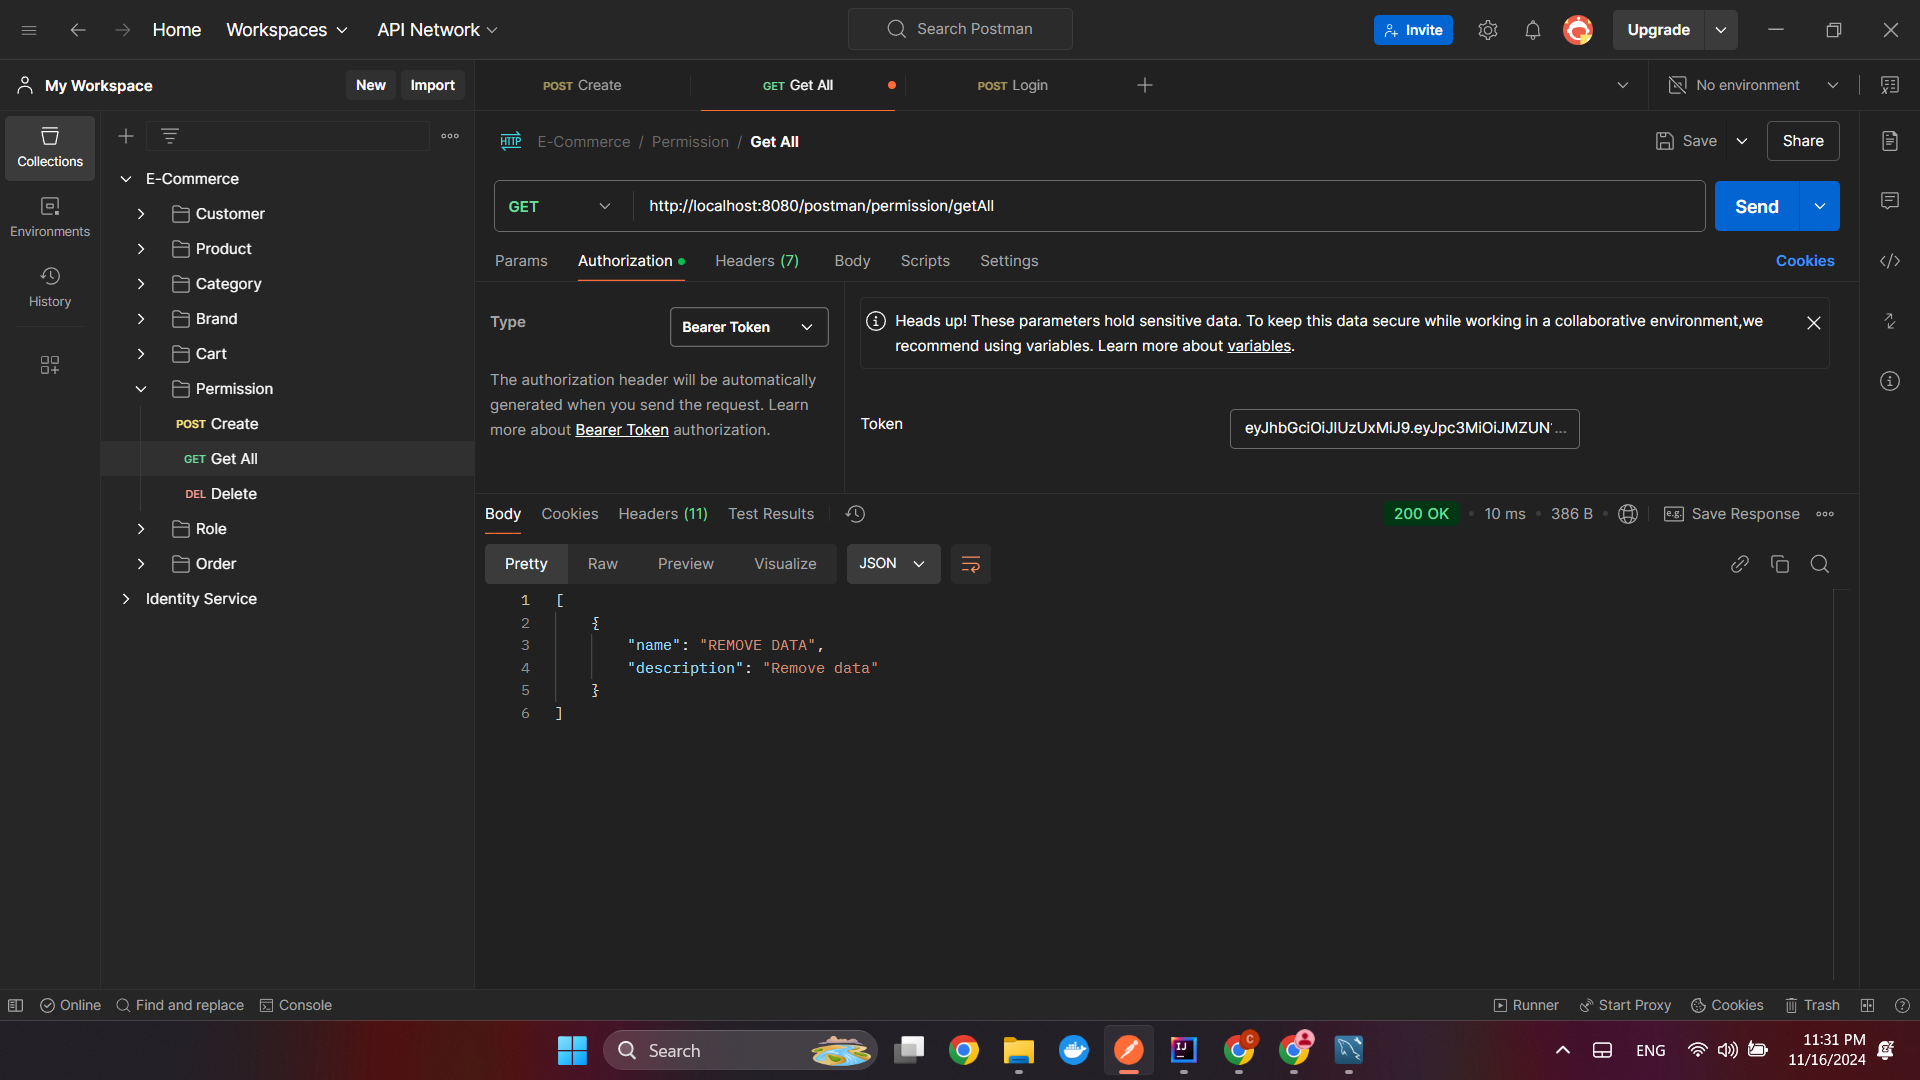 Home
Workspaces
API Network
Search Postman
Invite
Upgrade
My Workspace
New
Import
POST Create
GET Get All
POST Login
No environment
Collections
Environments
History
E-Commerce
Customer
Product
Category
Brand
Cart
Permission
POST Create
GET Get All
DEL Delete
Role
Order
Identity Service
HTTP
E-Commerce / Permission / Get All
Save
Share
GET
http://localhost:8080/postman/permission/getAll
Send
Params
Authorization
Headers (7)
Body
Scripts
Settings
Cookies
Type
Bearer Token
The authorization header will be automatically
generated when you send the request. Learn
more about Bearer Token authorization.
Heads up! These parameters hold sensitive data. To keep this data secure while working in a collaborative environment,we
recommend using variables. Learn more about variables.
Token
eyJhbGciOiJIUzUxMiJ9.eyJpc3MiOiJMZUN...
Body
Cookies
Headers (11)
Test Results
200 OK
10 ms
386 B
e.g.
Save Response
Pretty
Raw
Preview
Visualize
JSON
1 [
2 {
3 "name": "REMOVE DATA",
4 "description": "Remove data"
5 }
6 ]
Online
Find and replace
Console
Runner
Start Proxy
Cookies
Trash
Search
IJ
C
ENG
11:31 PM
11/16/2024